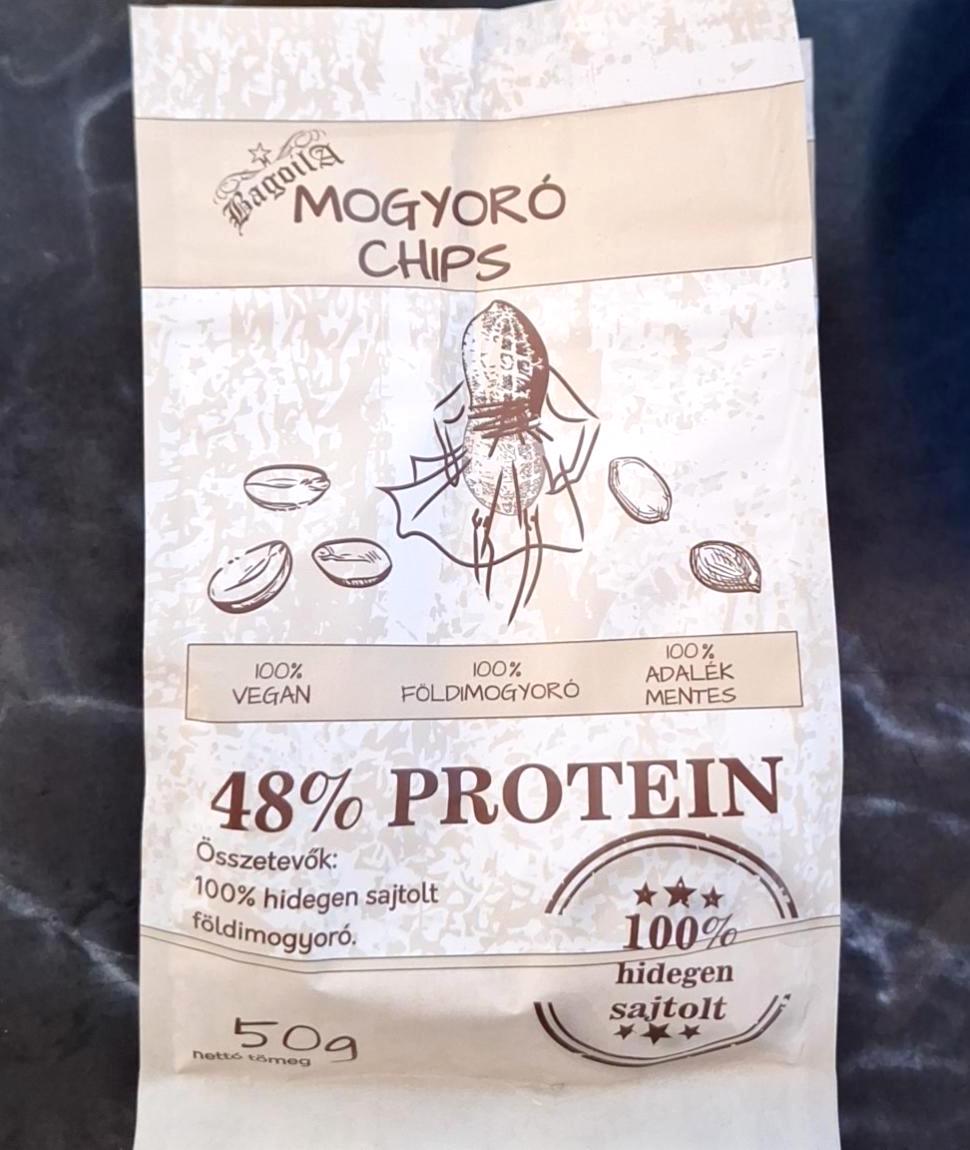 BagoilA
MOGYORÓ
CHIPS
100%
VEGAN
100%
FÖLDIMOGYORÓ
100%
ADALÉK
MENTES
48% PROTEIN
Összetevők:
100% hidegen sajtolt
földimogyoró.
100%
hidegen
sajtolt
50g
nettó tömeg